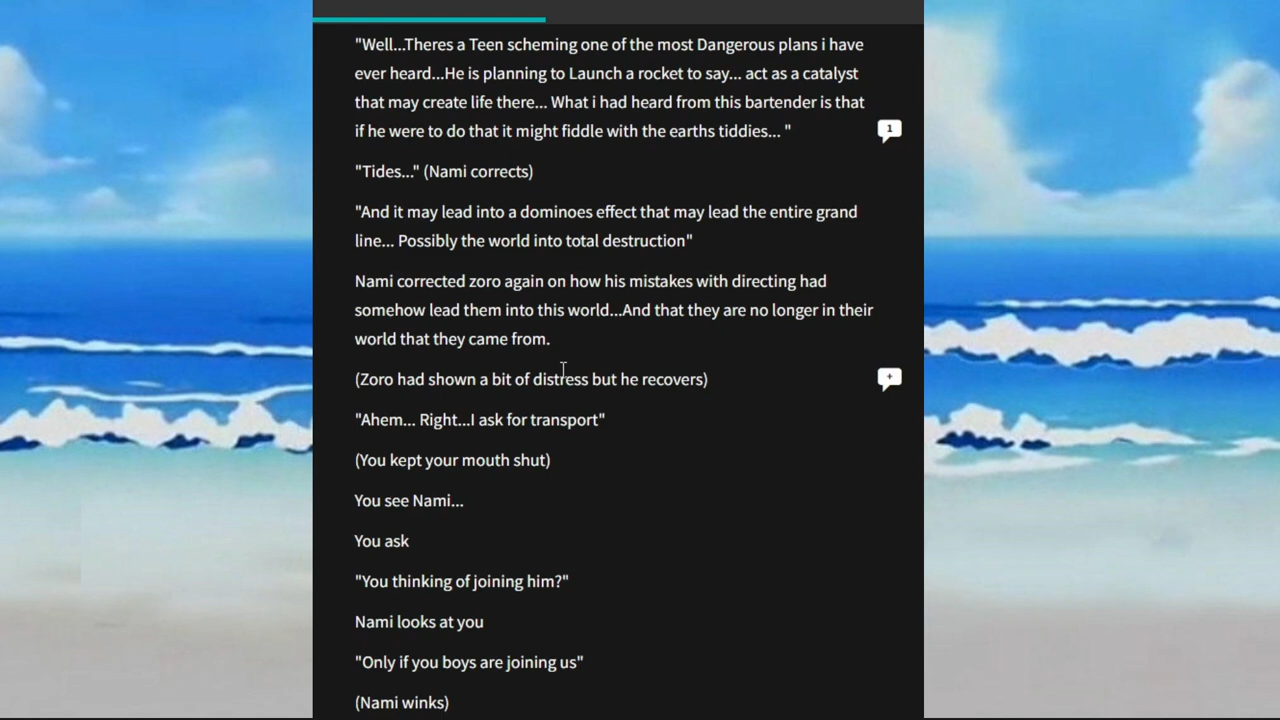 "Well...Theres a Teen scheming one of the most Dangerous plans i have
ever heard...He is planning to Launch a rocket to say... act as a catalyst
that may create life there... What i had heard from this bartender is that
if he were to do that it might fiddle with the earths tiddies... "
1
"Tides..." (Nami corrects)
"And it may lead into a dominoes effect that may lead the entire grand
line... Possibly the world into total destruction"
Nami corrected zoro again on how his mistakes with directing had
somehow lead them into this world...And that they are no longer in their
world that they came from.
(Zoro had shown a bit of distress but he recovers)
+
"Ahem... Right...I ask for transport"
(You kept your mouth shut)
You see Nami...
You ask
"You thinking of joining him?"
Nami looks at you
"Only if you boys are joining us"
(Nami winks)